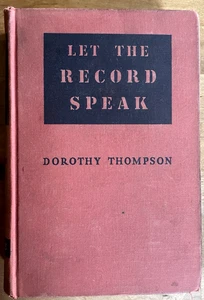 LET THE
RECORD
SPEAK
DOROTHY THOMPSON